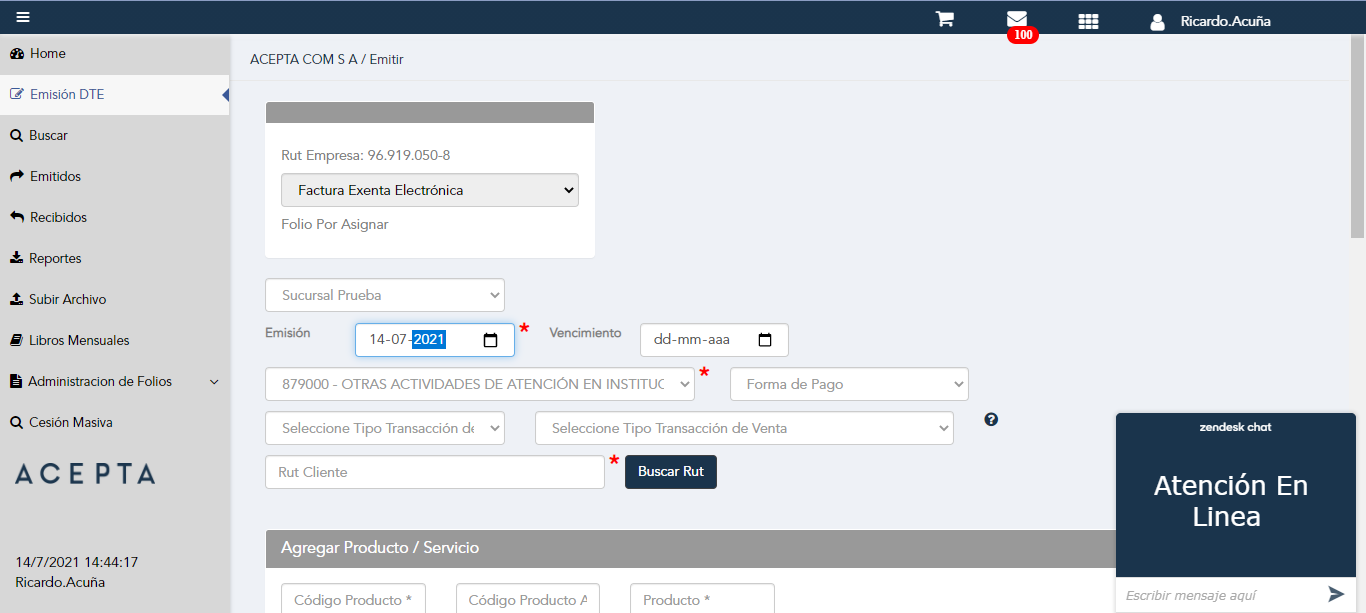 100
Ricardo.Acuña
Home
Emisión DTE
Buscar
Emitidos
Recibidos
Reportes
Subir Archivo
Libros Mensuales
Administracion de Folios
Cesión Masiva
ACEPTA
14/7/2021 14:44:17
Ricardo.Acuña
ACEPTA COM S A / Emitir
Rut Empresa: 96.919.050-8
Factura Exenta Electrónica
Folio Por Asignar
Sucursal Prueba
Emisión 14-07-2021 * Vencimiento dd-mm-aaa
879000 - OTRAS ACTIVIDADES DE ATENCIÓN EN INSTITUC * Forma de Pago
Seleccione Tipo Transacción de Seleccione Tipo Transacción de Venta ?
Rut Cliente * Buscar Rut
Agregar Producto / Servicio
Código Producto * Código Producto A Producto *
zendesk chat
Atención En
Linea
Escribir mensaje aquí